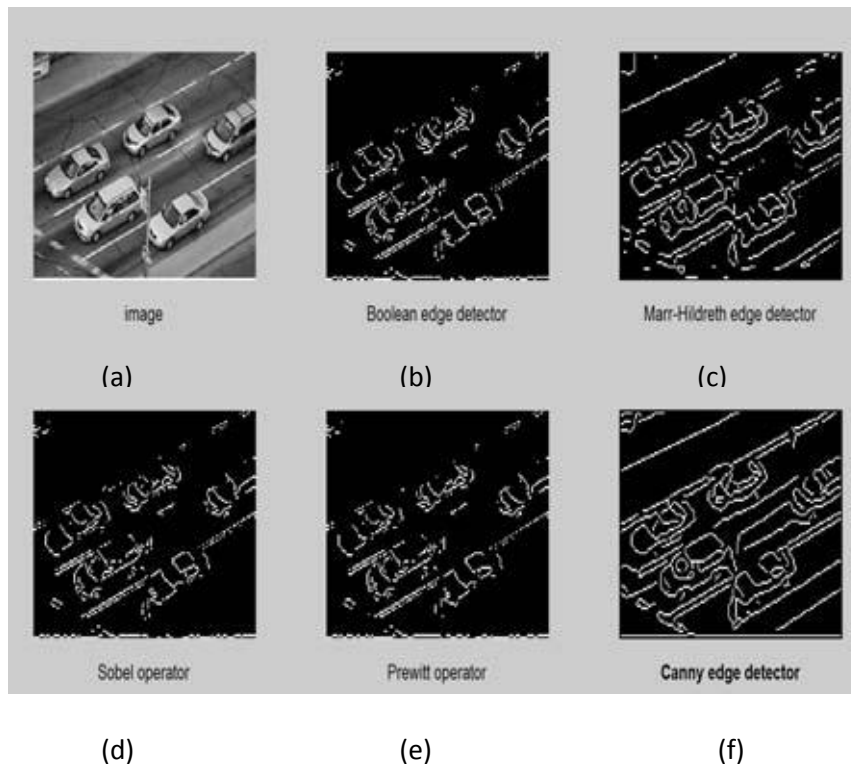 image
Boolean edge detector
Marr-Hildreth edge detector
(a)
(b)
(c)
Sobel operator
Prewitt operator
Canny edge detector
(d)
(e)
(f)